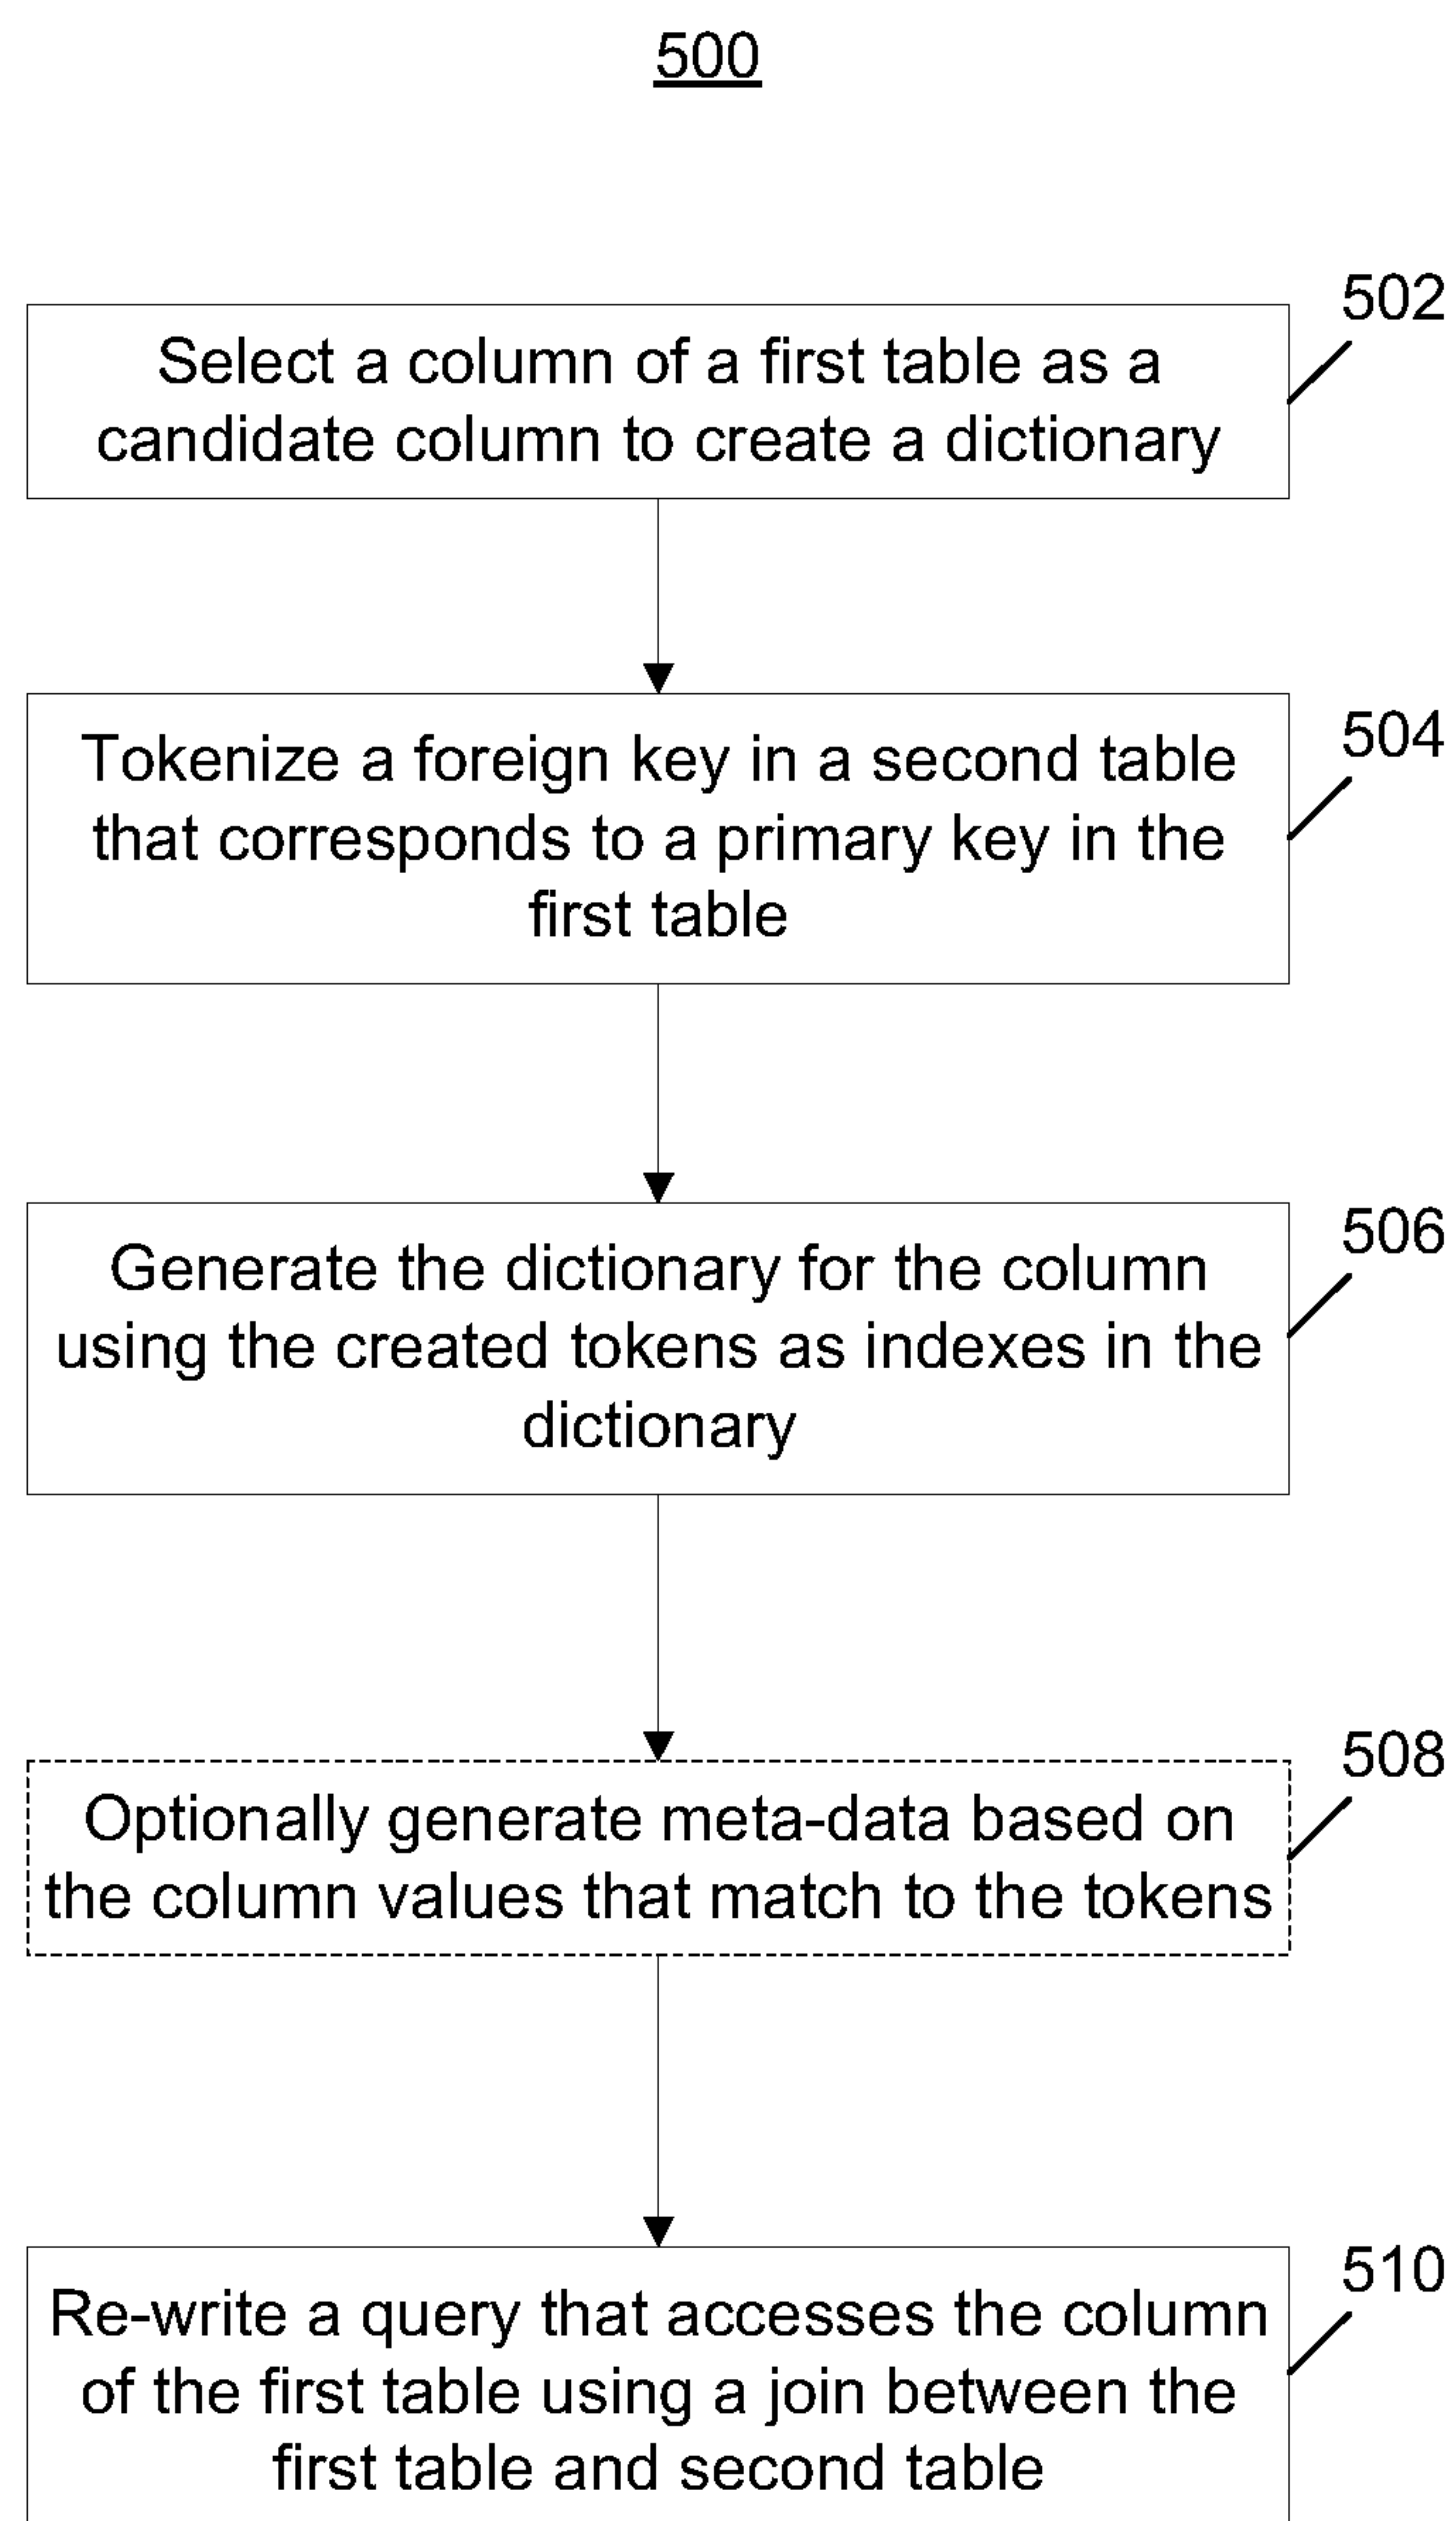 500
502
Select a column of a first table as a
candidate column to create a dictionary
504
Tokenize a foreign key in a second table
that corresponds to a primary key in the
first table
506
Generate the dictionary for the column
using the created tokens as indexes in the
dictionary
508
Optionally generate meta-data based on
the column values that match to the tokens
510
Re-write a query that accesses the column
of the first table using a join between the
first table and second table